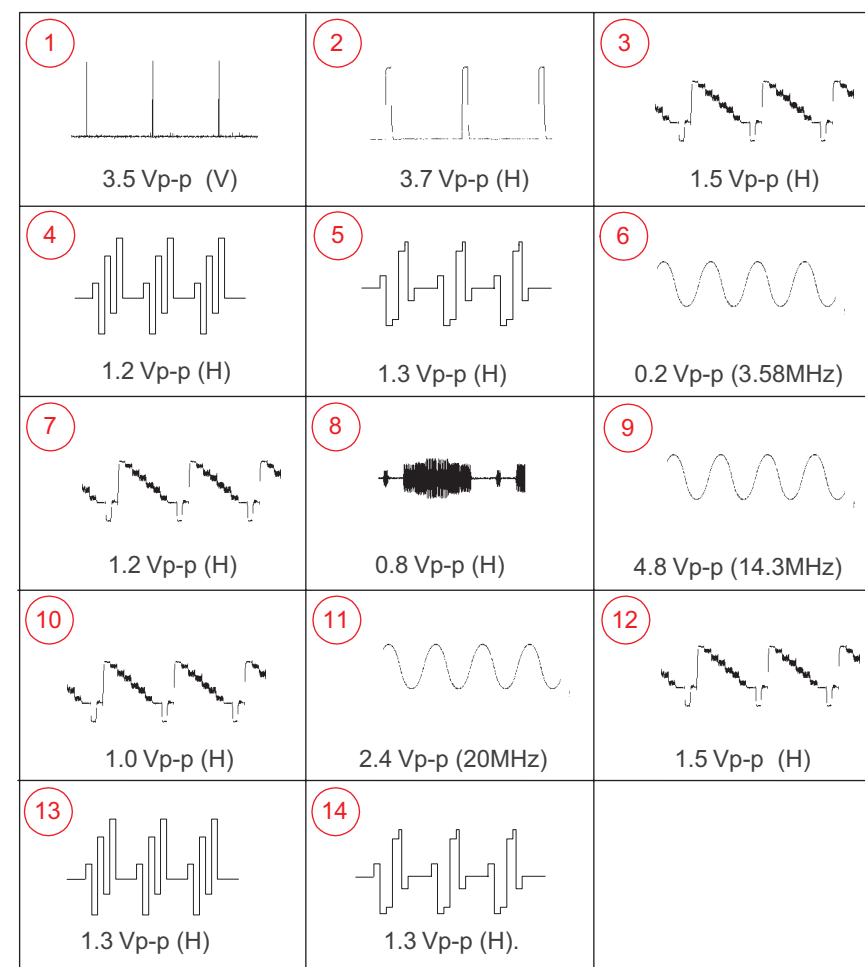 1
2
3
3.5 Vp-p (V)
3.7 Vp-p (H)
1.5 Vp-p (H)
4
5
6
1.2 Vp-p (H)
1.3 Vp-p (H)
0.2 Vp-p (3.58MHz)
7
8
9
1.2 Vp-p (H)
0.8 Vp-p (H)
4.8 Vp-p (14.3MHz)
10
11
12
1.0 Vp-p (H)
2.4 Vp-p (20MHz)
1.5 Vp-p (H)
13
14
1.3 Vp-p (H)
1.3 Vp-p (H).